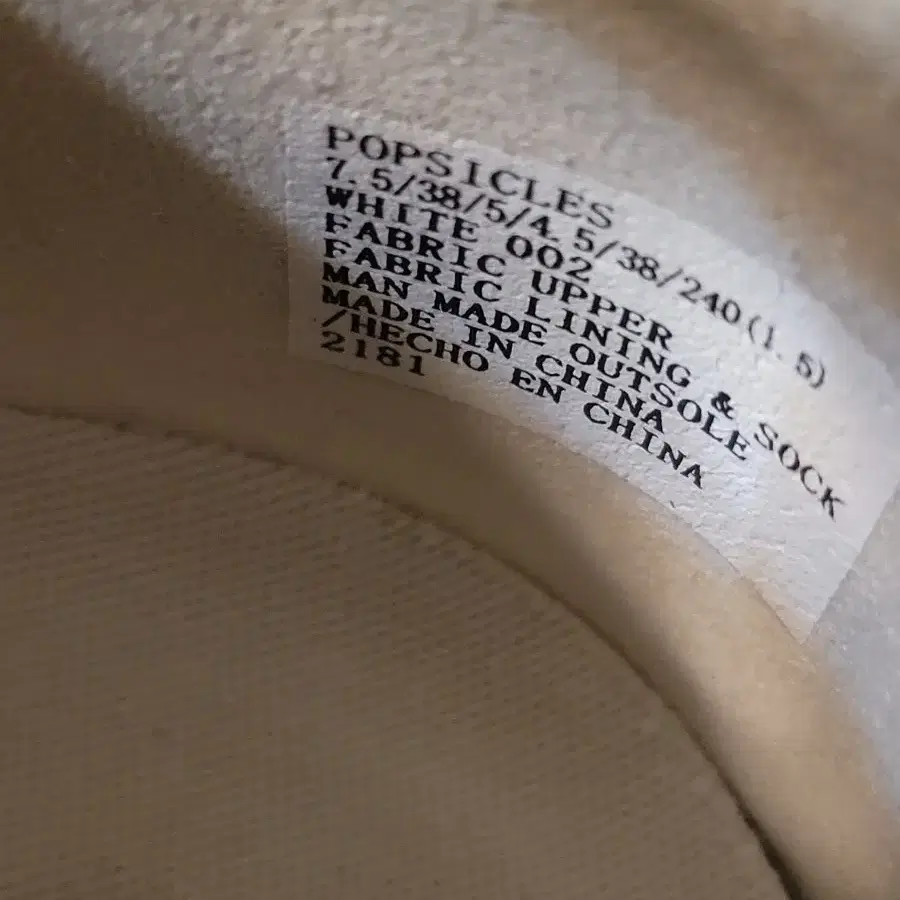 POPSICLES
7.5/38/5/4.5/38/240(1.5)
WHITE 002
FABRIC UPPER
FABRIC LINING & SOCK
MAN MADE OUTSOLE
MADE IN CHINA
/HECHO EN CHINA
2181